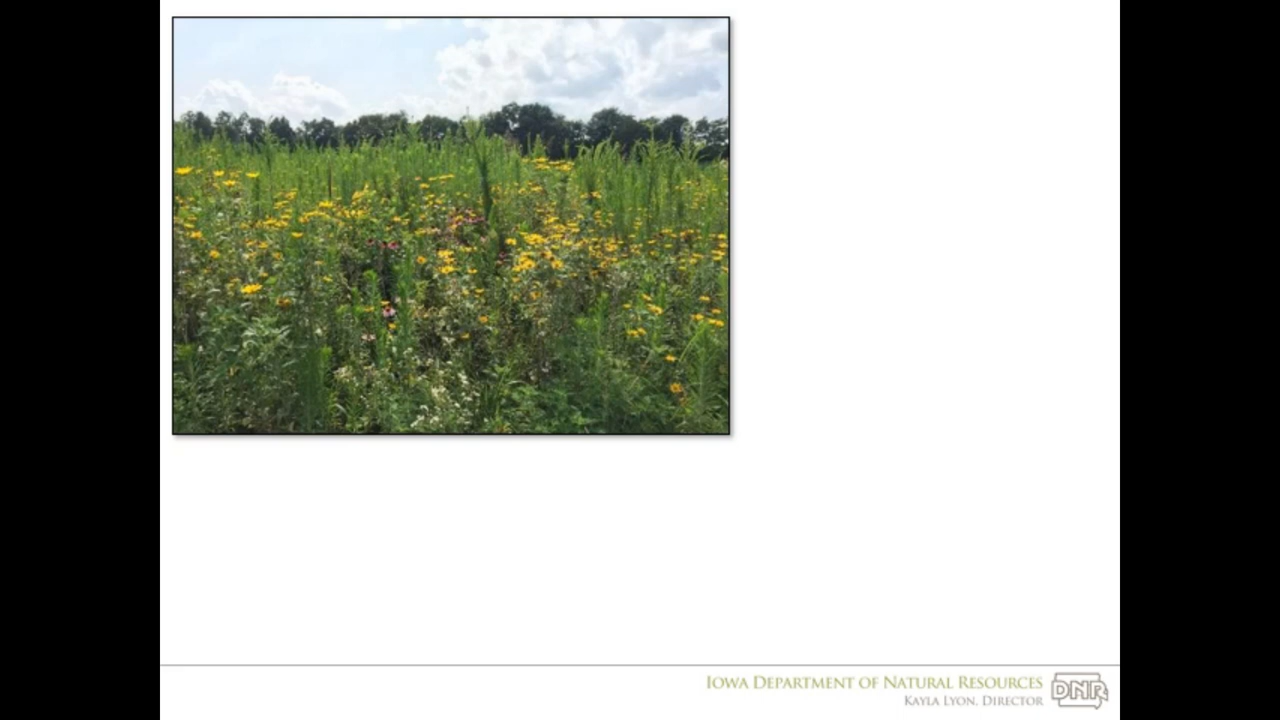 Iowa Department of Natural Resources
Kayla Lyon, Director
DNR